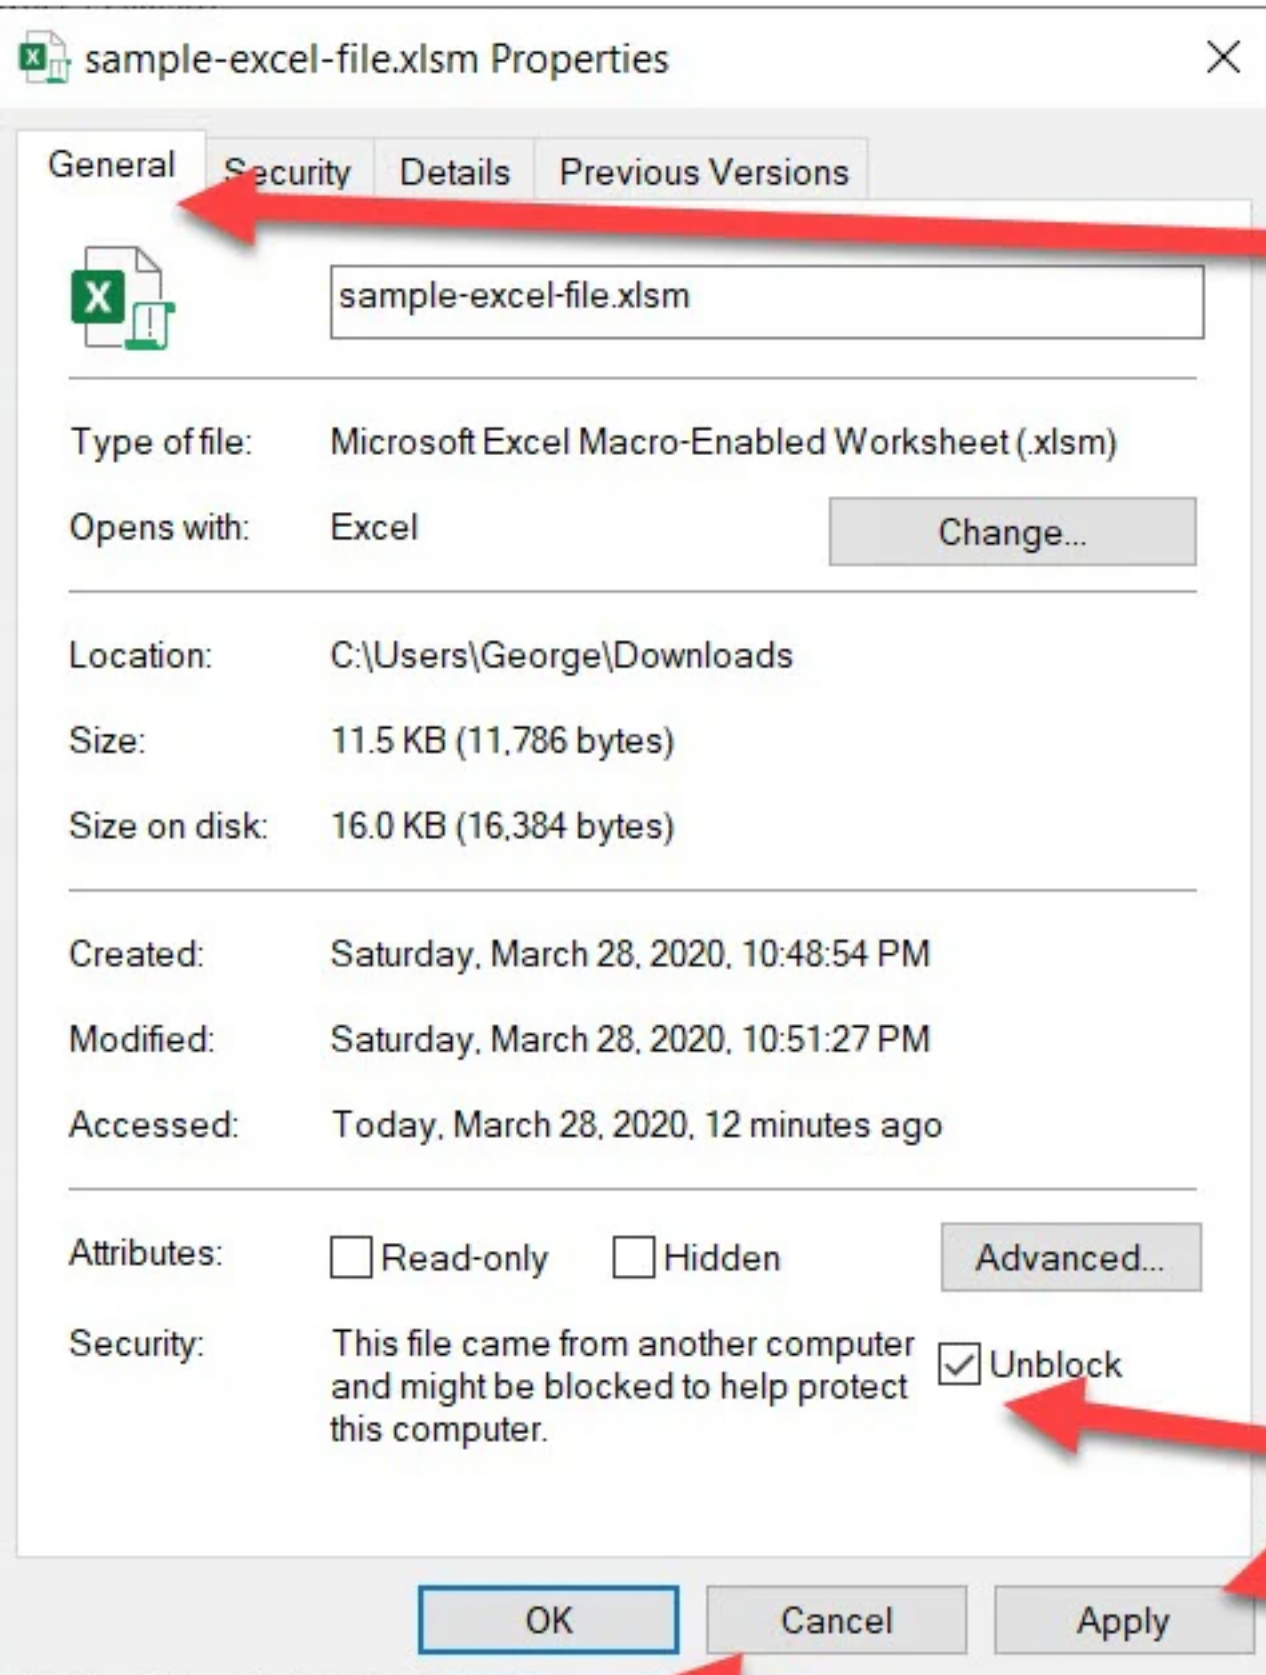 sample-excel-file.xlsm Properties
General Security Details Previous Versions
sample-excel-file.xlsm
Type of file: Microsoft Excel Macro-Enabled Worksheet (.xlsm)
Opens with: Excel Change...
Location: C:\Users\George\Downloads
Size: 11.5 KB (11,786 bytes)
Size on disk: 16.0 KB (16,384 bytes)
Created: Saturday, March 28, 2020, 10:48:54 PM
Modified: Saturday, March 28, 2020, 10:51:27 PM
Accessed: Today, March 28, 2020, 12 minutes ago
Attributes: Read-only Hidden Advanced...
Security: This file came from another computer Unblock
and might be blocked to help protect
this computer.
OK Cancel Apply